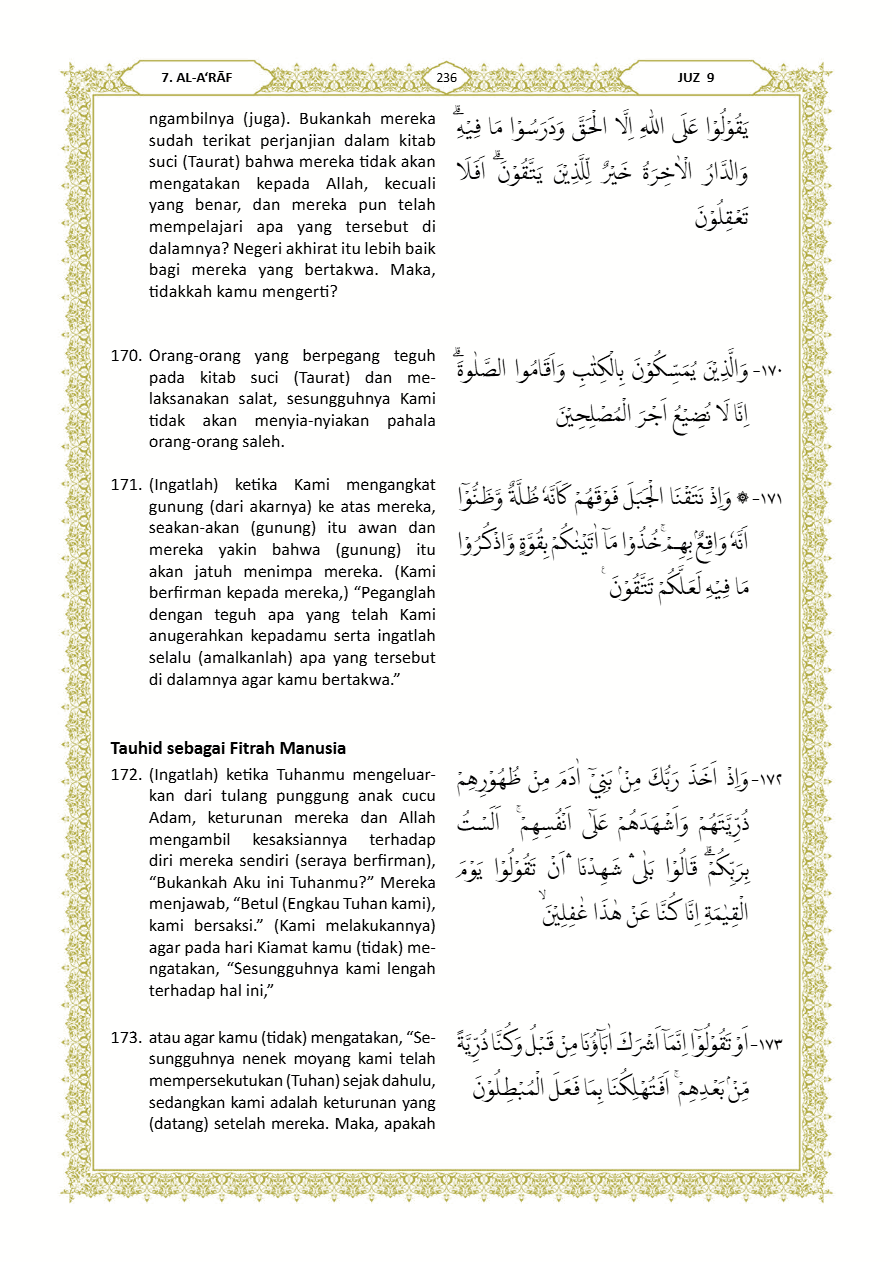 7. AL-A‘RĀF
236
JUZ 9
ngambilnya (juga). Bukankah mereka
sudah terikat perjanjian dalam kitab
suci (Taurat) bahwa mereka tidak akan
mengatakan kepada Allah, kecuali
yang benar, dan mereka pun telah
mempelajari apa yang tersebut di
dalamnya? Negeri akhirat itu lebih baik
bagi mereka yang bertakwa. Maka,
tidakkah kamu mengerti?
يَقُوْلُوْا عَلَى اللّٰهِ اِلَّا الْحَقَّ وَدَرَسُوْا مَا فِيْهِۗ
وَالدَّارُ الْاٰخِرَةُ خَيْرٌ لِّلَّذِيْنَ يَتَّقُوْنَۗ اَفَلَا
تَعْقِلُوْنَ
170. Orang-orang yang berpegang teguh
pada kitab suci (Taurat) dan me-
laksanakan salat, sesungguhnya Kami
tidak akan menyia-nyiakan pahala
orang-orang saleh.
١٧٠- وَالَّذِيْنَ يُمَسِّكُوْنَ بِالْكِتٰبِ وَاَقَامُوا الصَّلٰوةَۗ
اِنَّا لَا نُضِيْعُ اَجْرَ الْمُصْلِحِيْنَ
171. (Ingatlah) ketika Kami mengangkat
gunung (dari akarnya) ke atas mereka,
seakan-akan (gunung) itu awan dan
mereka yakin bahwa (gunung) itu
akan jatuh menimpa mereka. (Kami
berfirman kepada mereka,) “Peganglah
dengan teguh apa yang telah Kami
anugerahkan kepadamu serta ingatlah
selalu (amalkanlah) apa yang tersebut
di dalamnya agar kamu bertakwa.”
١٧١- ۞ وَاِذْ نَتَقْنَا الْجَبَلَ فَوْقَهُمْ كَاَنَّهٗ ظُلَّةٌ وَّظَنُّوْٓا
اَنَّهٗ وَاقِعٌۢ بِهِمْۚ خُذُوْا مَآ اٰتَيْنٰكُمْ بِقُوَّةٍ وَّاذْكُرُوْا
مَا فِيْهِ لَعَلَّكُمْ تَتَّقُوْنَ ۚ
Tauhid sebagai Fitrah Manusia
172. (Ingatlah) ketika Tuhanmu mengeluar-
kan dari tulang punggung anak cucu
Adam, keturunan mereka dan Allah
mengambil kesaksiannya terhadap
diri mereka sendiri (seraya berfirman),
“Bukankah Aku ini Tuhanmu?” Mereka
menjawab, “Betul (Engkau Tuhan kami),
kami bersaksi.” (Kami melakukannya)
agar pada hari Kiamat kamu (tidak) me-
ngatakan, “Sesungguhnya kami lengah
terhadap hal ini,”
١٧٢- وَاِذْ اَخَذَ رَبُّكَ مِنْۢ بَنِيْٓ اٰدَمَ مِنْ ظُهُوْرِهِمْ
ذُرِّيَّتَهُمْ وَاَشْهَدَهُمْ عَلٰٓى اَنْفُسِهِمْۚ اَلَسْتُ
بِرَبِّكُمْۗ قَالُوْا بَلٰىۛ شَهِدْنَاۛ اَنْ تَقُوْلُوْا يَوْمَ
الْقِيٰمَةِ اِنَّا كُنَّا عَنْ هٰذَا غٰفِلِيْنَۙ
173. atau agar kamu (tidak) mengatakan, “Se-
sungguhnya nenek moyang kami telah
mempersekutukan (Tuhan) sejak dahulu,
sedangkan kami adalah keturunan yang
(datang) setelah mereka. Maka, apakah
١٧٣- اَوْ تَقُوْلُوْٓا اِنَّمَآ اَشْرَكَ اٰبَاۤؤُنَا مِنْ قَبْلُ وَكُنَّا ذُرِّيَّةً
مِّنْۢ بَعْدِهِمْۚ اَفَتُهْلِكُنَا بِمَا فَعَلَ الْمُبْطِلُوْنَ